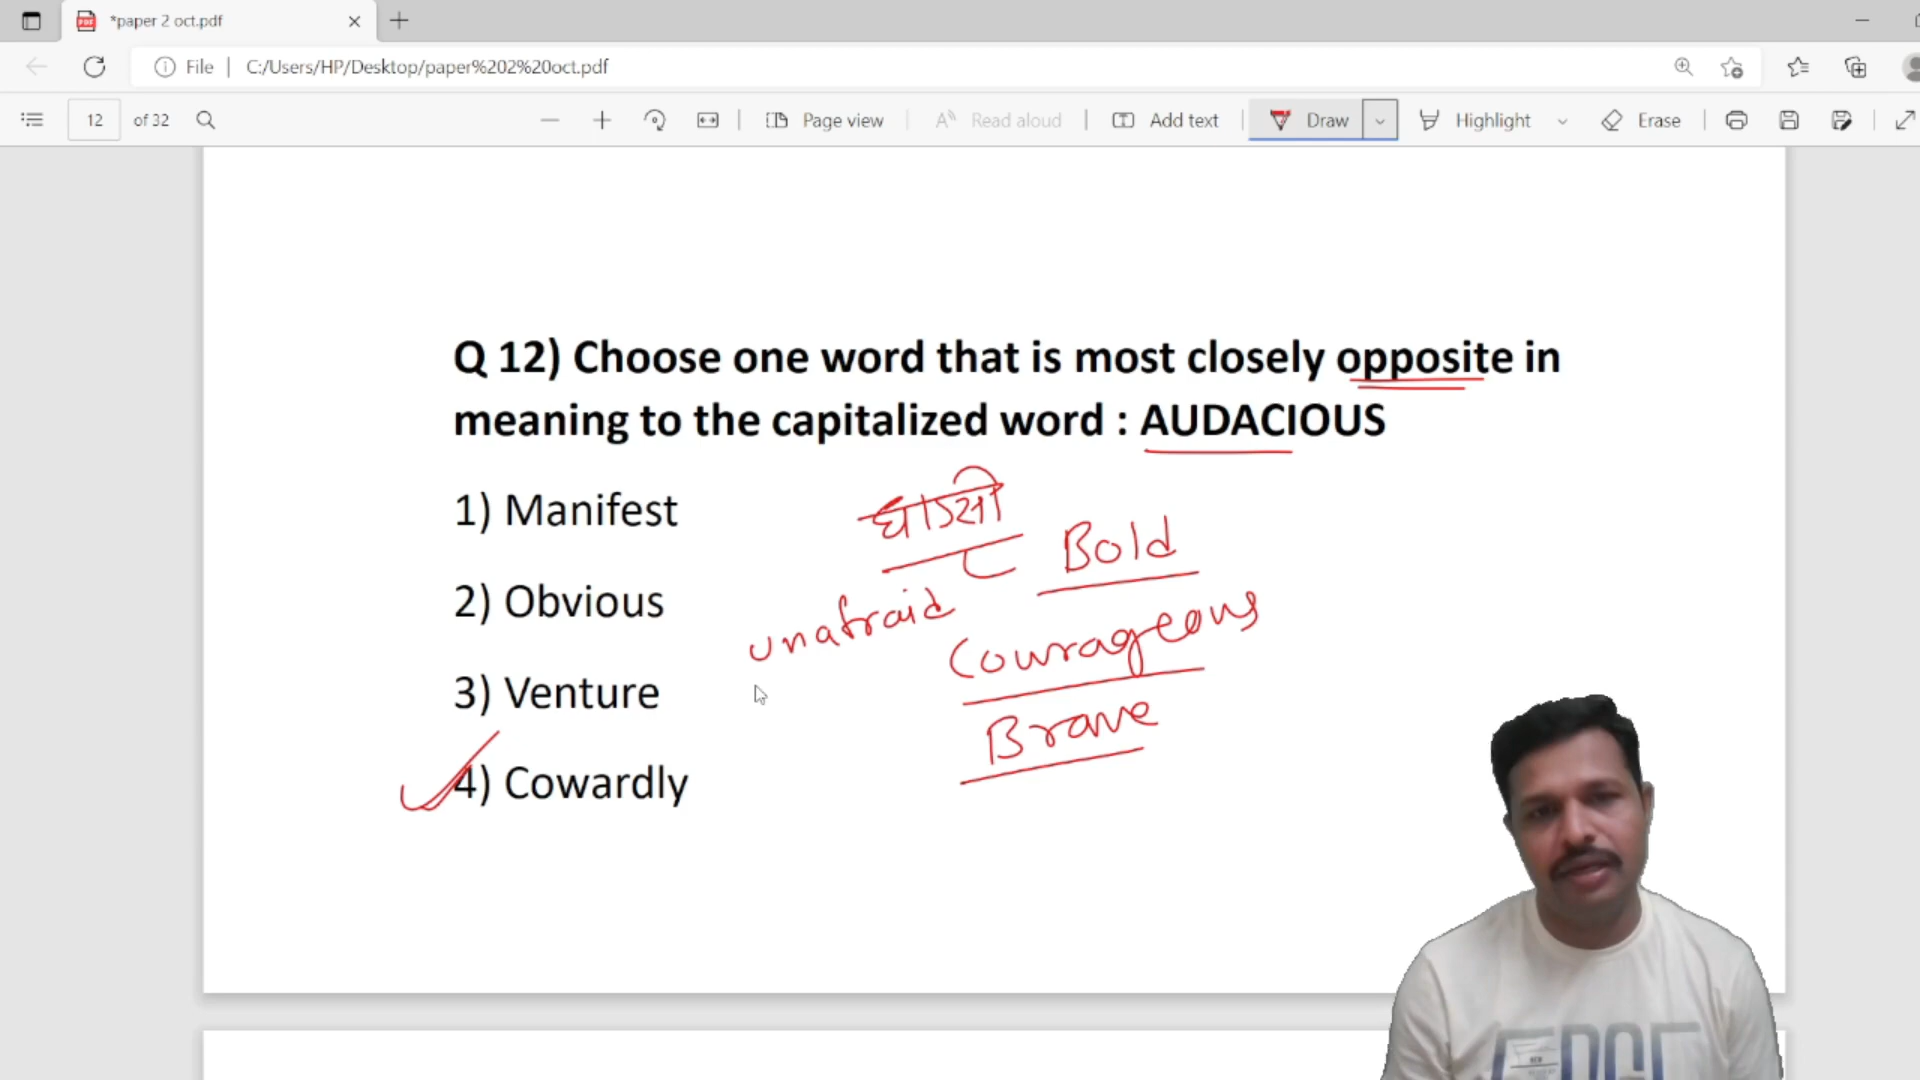 *paper 2 oct.pdf
File | C:/Users/HP/Desktop/paper%202%20oct.pdf
12 of 32 Page view Read aloud Add text Draw Highlight Erase
Q 12) Choose one word that is most closely opposite in
meaning to the capitalized word : AUDACIOUS
1) Manifest
2) Obvious
3) Venture
4) Cowardly
Bold
unafraid
Courageous
Brave